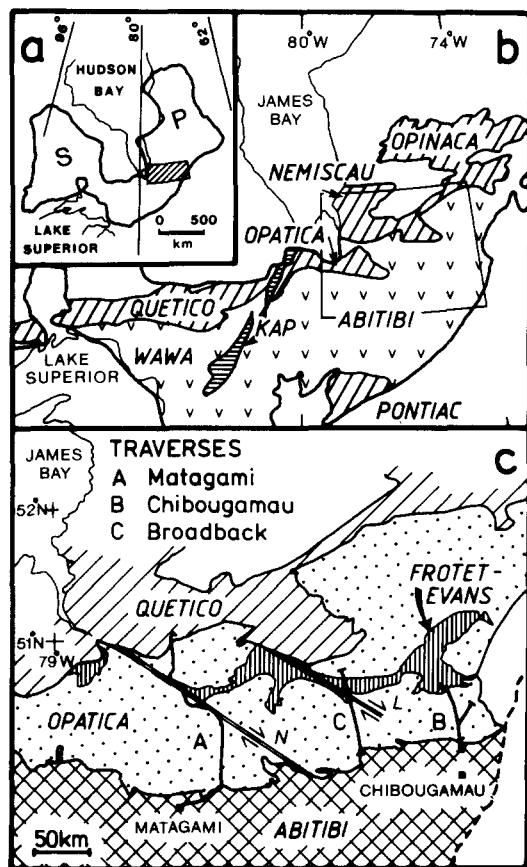 a
96°
80°
62°
HUDSON
BAY
P
S
0 500
km
LAKE
SUPERIOR
b
80°W
74°W
JAMES
BAY
OPINACA
NEMISCAU
OPATICA
QUETICO
KAP
ABITIBI
WAWA
LAKE
SUPERIOR
PONTIAC
c
JAMES
BAY
TRAVERSES
A Matagami
B Chibougamau
C Broadback
52°N
FROTET-
EVANS
QUETICO
51°N
79°W
OPATICA
A
N
C
L
B
CHIBOUGAMAU
MATAGAMI
ABITIBI
50km